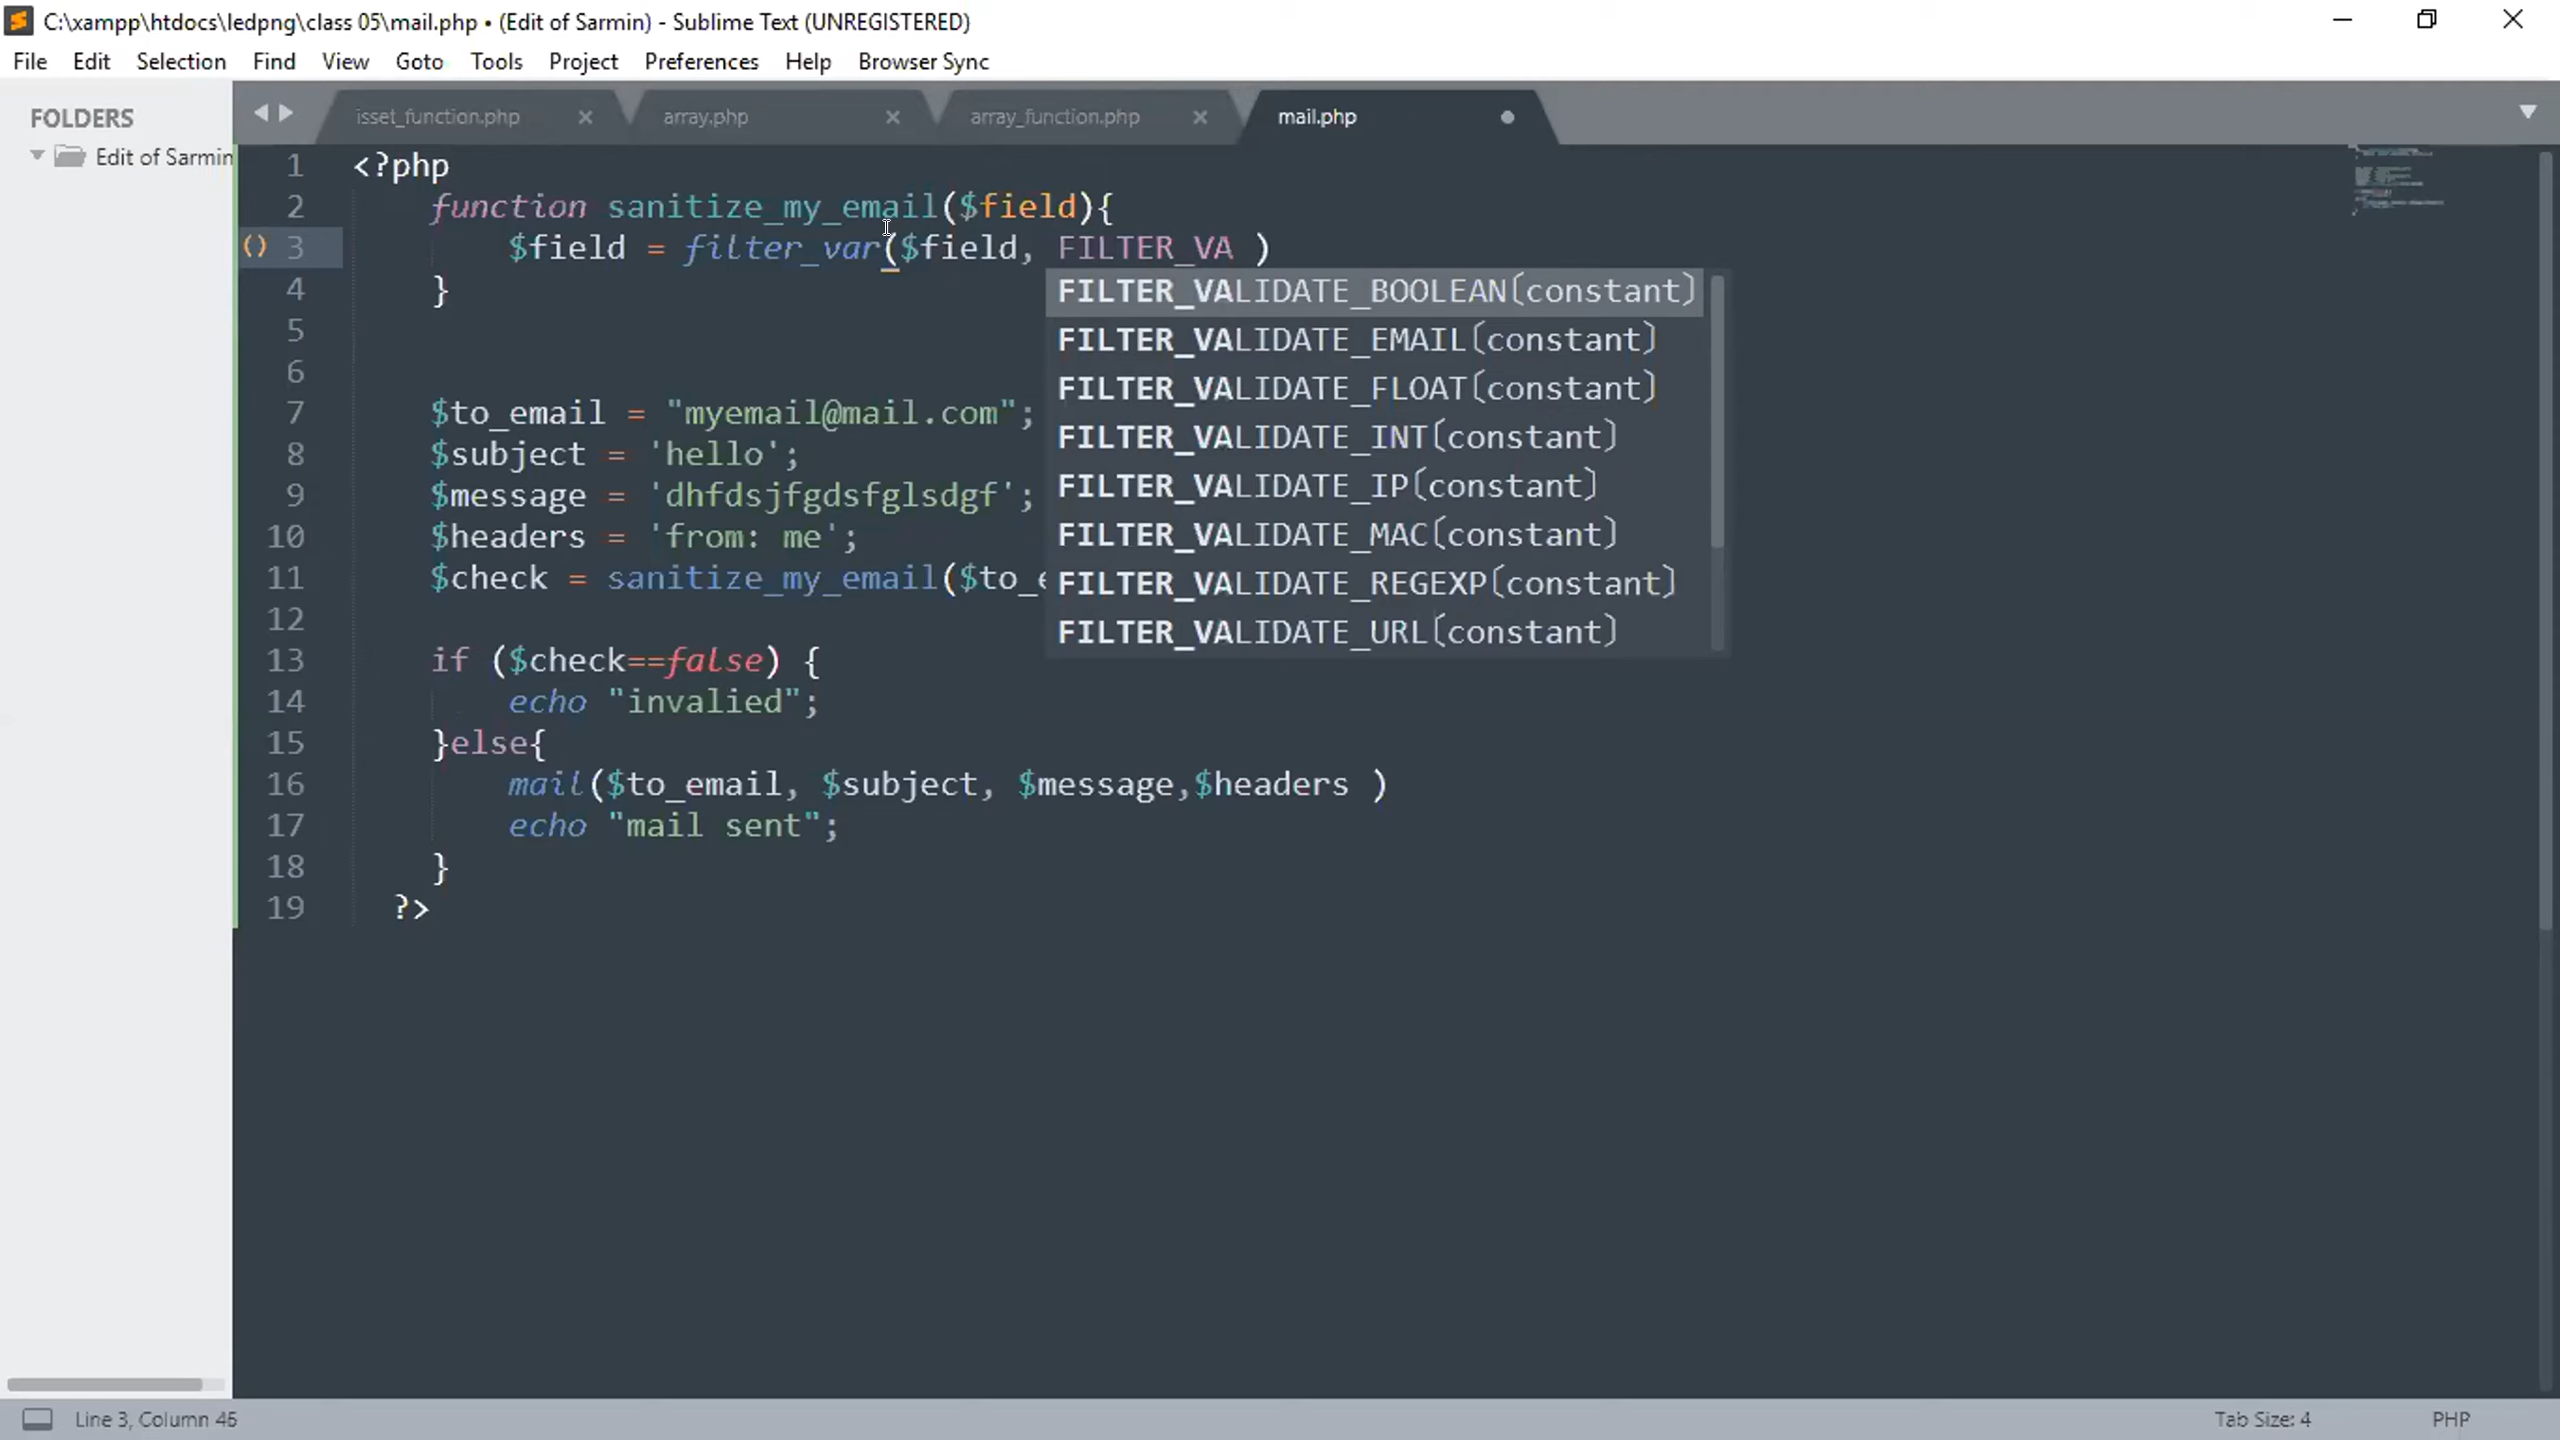 C:\xampp\htdocs\ledpng\class 05\mail.php • (Edit of Sarmin) - Sublime Text (UNREGISTERED)
File Edit Selection Find View Goto Tools Project Preferences Help Browser Sync
FOLDERS
Edit of Sarmin
isset_function.php array.php array_function.php mail.php
1 <?php
2 function sanitize_my_email($field){
3 $field = filter_var($field, FILTER_VA )
4 }
5
6
7 $to_email = "myemail@mail.com";
8 $subject = 'hello';
9 $message = 'dhfdsjfgdsfglsdgf';
10 $headers = 'from: me';
11 $check = sanitize_my_email($to_e
12
13 if ($check==false) {
14 echo "invalied";
15 }else{
16 mail($to_email, $subject, $message,$headers )
17 echo "mail sent";
18 }
19 ?>
FILTER_VALIDATE_BOOLEAN(constant)
FILTER_VALIDATE_EMAIL(constant)
FILTER_VALIDATE_FLOAT(constant)
FILTER_VALIDATE_INT(constant)
FILTER_VALIDATE_IP(constant)
FILTER_VALIDATE_MAC(constant)
FILTER_VALIDATE_REGEXP(constant)
FILTER_VALIDATE_URL(constant)
Line 3, Column 45 Tab Size: 4 PHP